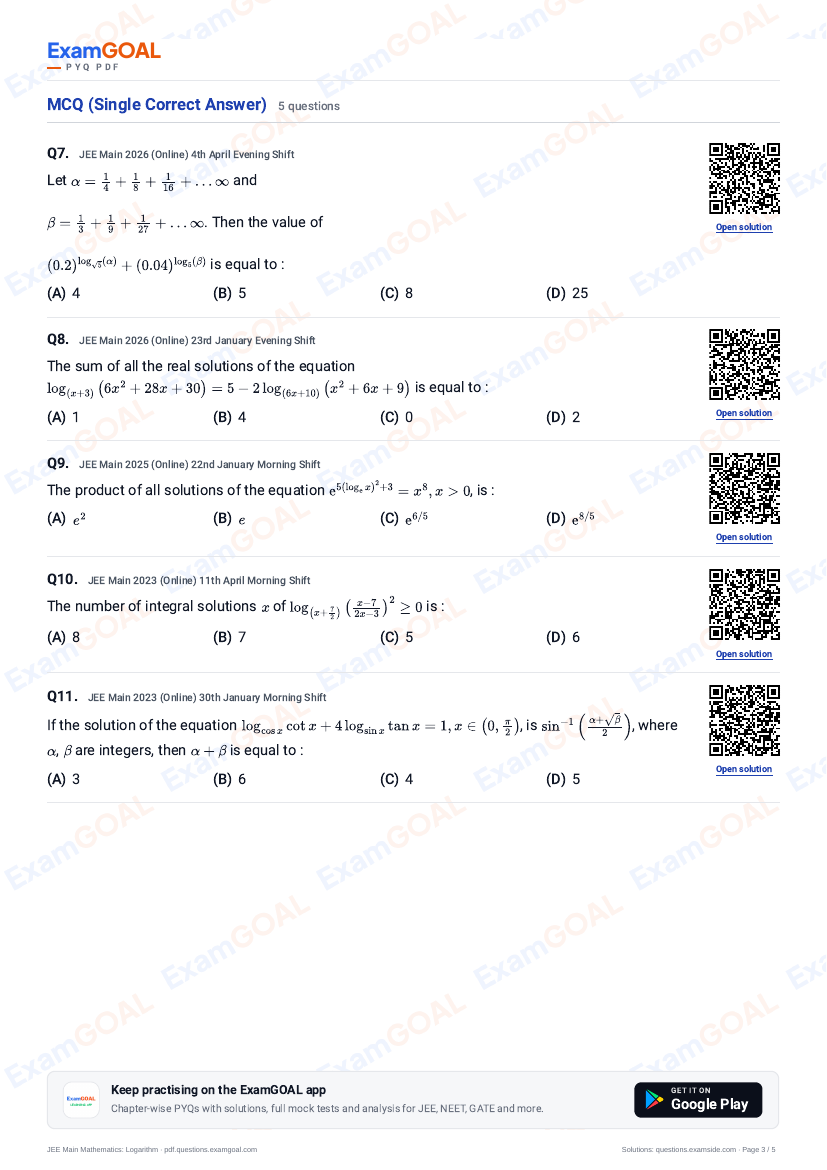 ExamGOAL
PYQ PDF
MCQ (Single Correct Answer) 5 questions
Q7. JEE Main 2026 (Online) 4th April Evening Shift
Let α = 1/4 + 1/8 + 1/16 + … ∞ and
β = 1/3 + 1/9 + 1/27 + … ∞. Then the value of
(0.2)^{log_{√5}(α)} + (0.04)^{log_5(β)} is equal to :
(A) 4 (B) 5 (C) 8 (D) 25
Open solution
Q8. JEE Main 2026 (Online) 23rd January Evening Shift
The sum of all the real solutions of the equation
log_{(x+3)} (6x² + 28x + 30) = 5 − 2 log_{(6x+10)} (x² + 6x + 9) is equal to :
(A) 1 (B) 4 (C) 0 (D) 2
Open solution
Q9. JEE Main 2025 (Online) 22nd January Morning Shift
The product of all solutions of the equation e^{5(log_e x)²+3} = x⁸, x > 0, is :
(A) e² (B) e (C) e^{6/5} (D) e^{8/5}
Open solution
Q10. JEE Main 2023 (Online) 11th April Morning Shift
The number of integral solutions x of log_{(x+7/2)} ((x−7)/(2x−3))² ≥ 0 is :
(A) 8 (B) 7 (C) 5 (D) 6
Open solution
Q11. JEE Main 2023 (Online) 30th January Morning Shift
If the solution of the equation log_{cos x} cot x + 4 log_{sin x} tan x = 1, x ∈ (0, π/2), is sin⁻¹ ((α+√β)/2), where
α, β are integers, then α + β is equal to :
(A) 3 (B) 6 (C) 4 (D) 5
Open solution
ExamGOAL
Keep practising on the ExamGOAL app
Chapter-wise PYQs with solutions, full mock tests and analysis for JEE, NEET, GATE and more.
GET IT ON
Google Play
JEE Main Mathematics: Logarithm · pdf.questions.examgoal.com
Solutions: questions.examside.com · Page 3 / 5